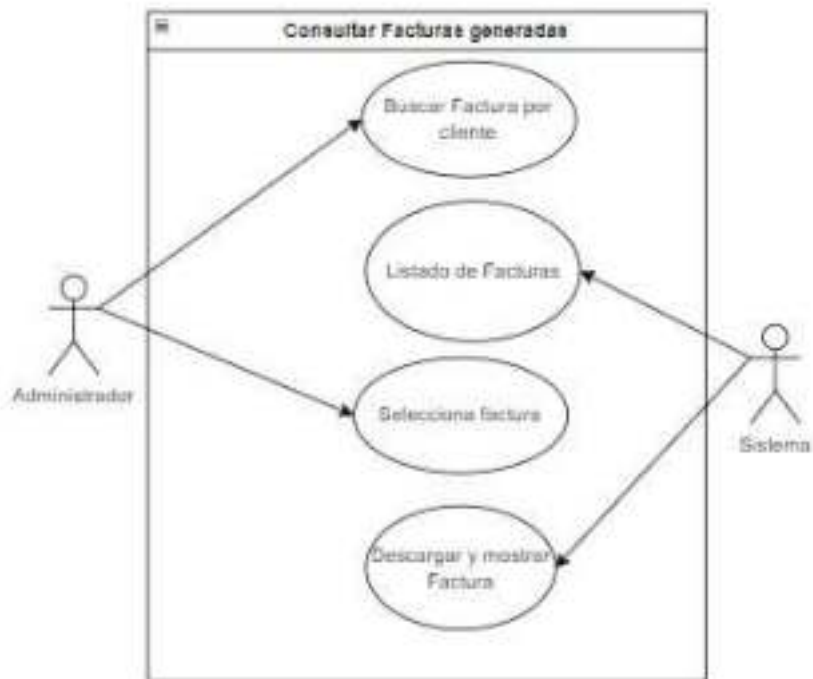 Consultar Facturas generadas
Buscar Factura por
cliente
Listado de Facturas
Administrador
Selecciona factura
Sistema
Descargar y mostrar
Factura